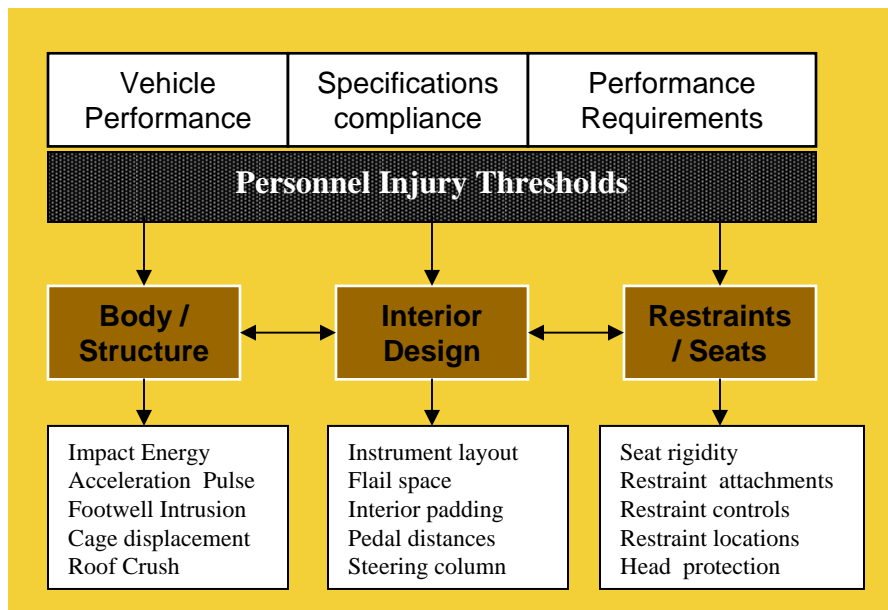 Vehicle
Performance
Specifications
compliance
Performance
Requirements
Personnel Injury Thresholds
Body /
Structure
Interior
Design
Restraints
/ Seats
Impact Energy
Acceleration Pulse
Footwell Intrusion
Cage displacement
Roof Crush
Instrument layout
Flail space
Interior padding
Pedal distances
Steering column
Seat rigidity
Restraint attachments
Restraint controls
Restraint locations
Head protection